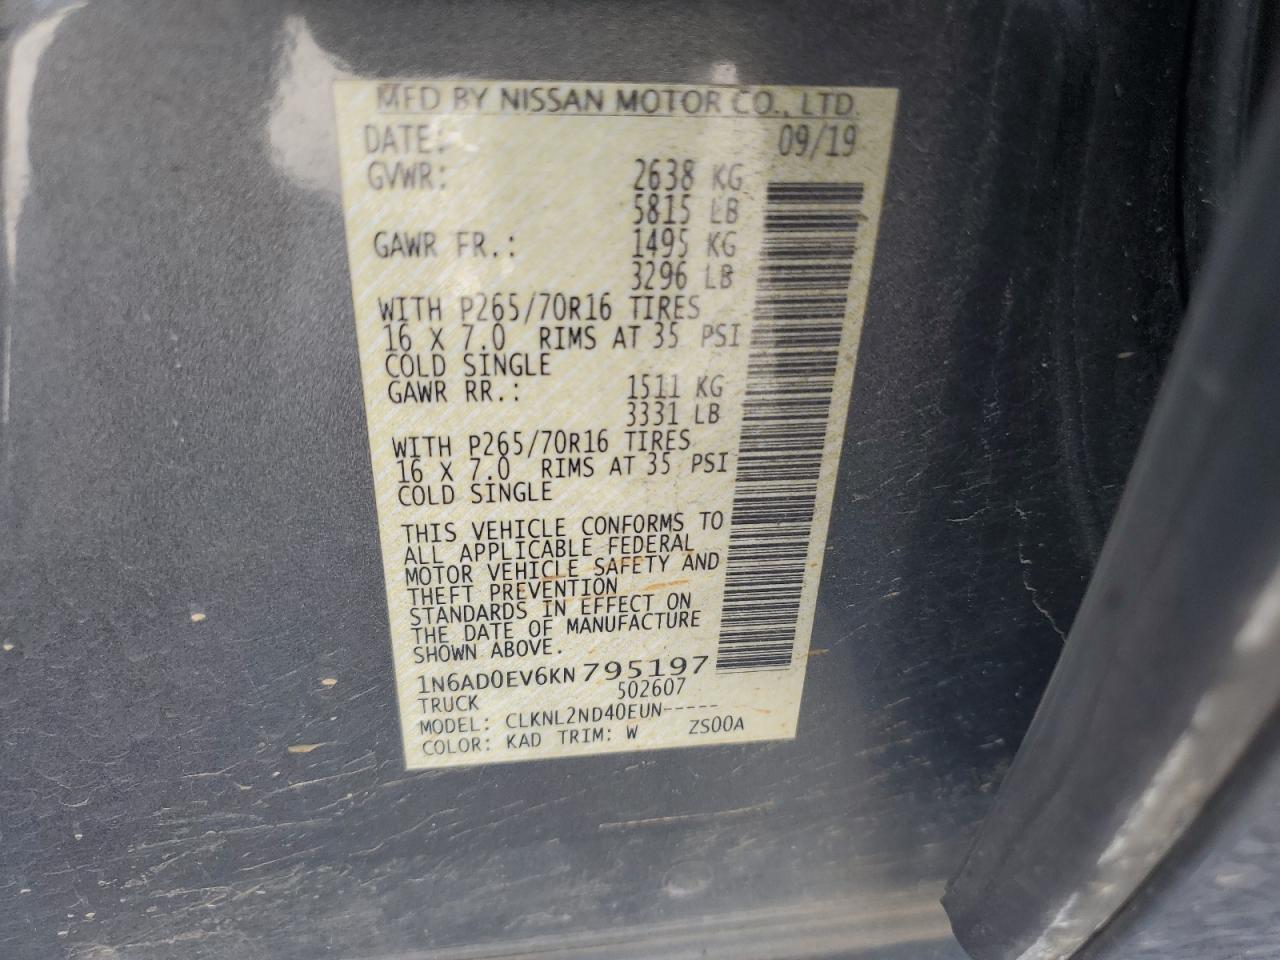 MFD BY NISSAN MOTOR CO., LTD.
DATE: 09/19
GVWR: 2638 KG
5815 LB
GAWR FR.: 1495 KG
3296 LB
WITH P265/70R16 TIRES
16 X 7.0 RIMS AT 35 PSI
COLD SINGLE
GAWR RR.: 1511 KG
3331 LB
WITH P265/70R16 TIRES
16 X 7.0 RIMS AT 35 PSI
COLD SINGLE
THIS VEHICLE CONFORMS TO
ALL APPLICABLE FEDERAL
MOTOR VEHICLE SAFETY AND
THEFT PREVENTION
STANDARDS IN EFFECT ON
THE DATE OF MANUFACTURE
SHOWN ABOVE.
1N6AD0EV6KN795197
TRUCK 502607
MODEL: CLKNL2ND40EUN-----
COLOR: KAD TRIM: W ZS00A